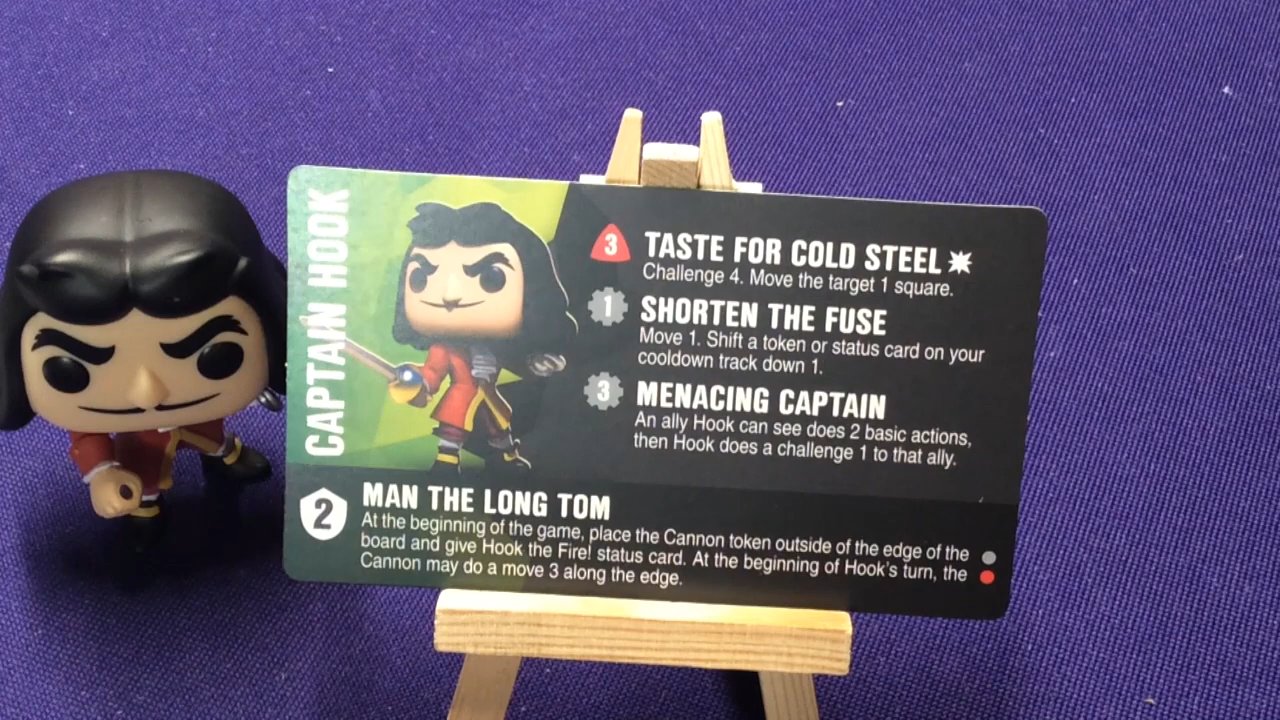 CAPTAIN HOOK
3 TASTE FOR COLD STEEL
Challenge 4. Move the target 1 square.
1 SHORTEN THE FUSE
Move 1. Shift a token or status card on your
cooldown track down 1.
3 MENACING CAPTAIN
An ally Hook can see does 2 basic actions,
then Hook does a challenge 1 to that ally.
2 MAN THE LONG TOM
At the beginning of the game, place the Cannon token outside of the edge of the
board and give Hook the Fire! status card. At the beginning of Hook's turn, the
Cannon may do a move 3 along the edge.